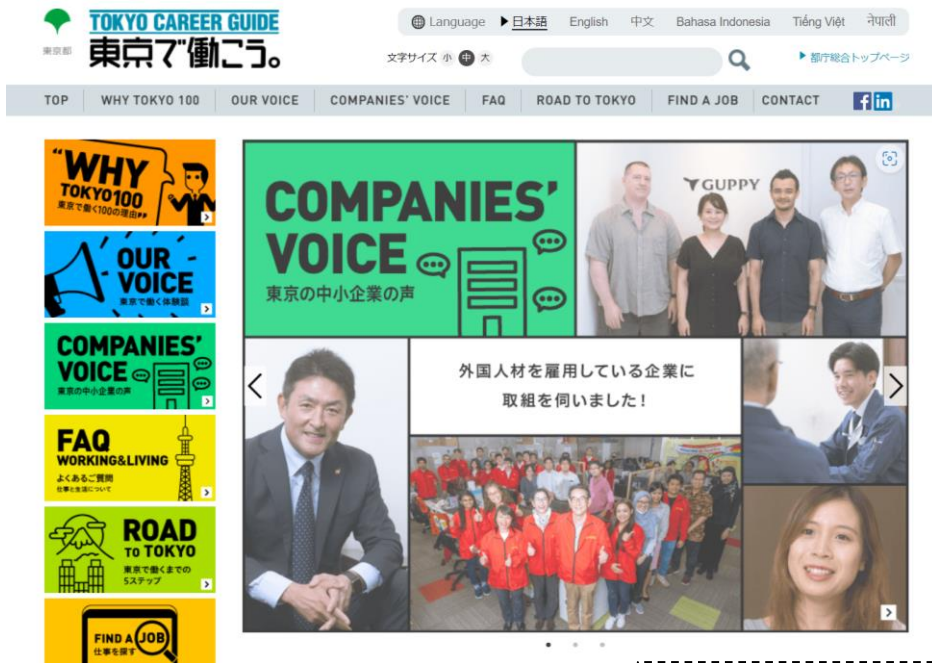 TOKYO CAREER GUIDE
東京で働こう。
東京都
Language ▶日本語 English 中文 Bahasa Indonesia Tiếng Việt नेपाली
文字サイズ 小 中 大
都庁総合トップページ
TOP WHY TOKYO 100 OUR VOICE COMPANIES' VOICE FAQ ROAD TO TOKYO FIND A JOB CONTACT
f in
"WHY
TOKYO100
東京で働く100の理由"
OUR
VOICE
東京で働く体験談
COMPANIES'
VOICE
東京の中小企業の声
FAQ
WORKING&LIVING
よくあるご質問
仕事と生活について
ROAD
TO TOKYO
東京で働くまでの
5ステップ
FIND A JOB
仕事を探す
COMPANIES'
VOICE
東京の中小企業の声
GUPPY
外国人材を雇用している企業に
取組を伺いました!